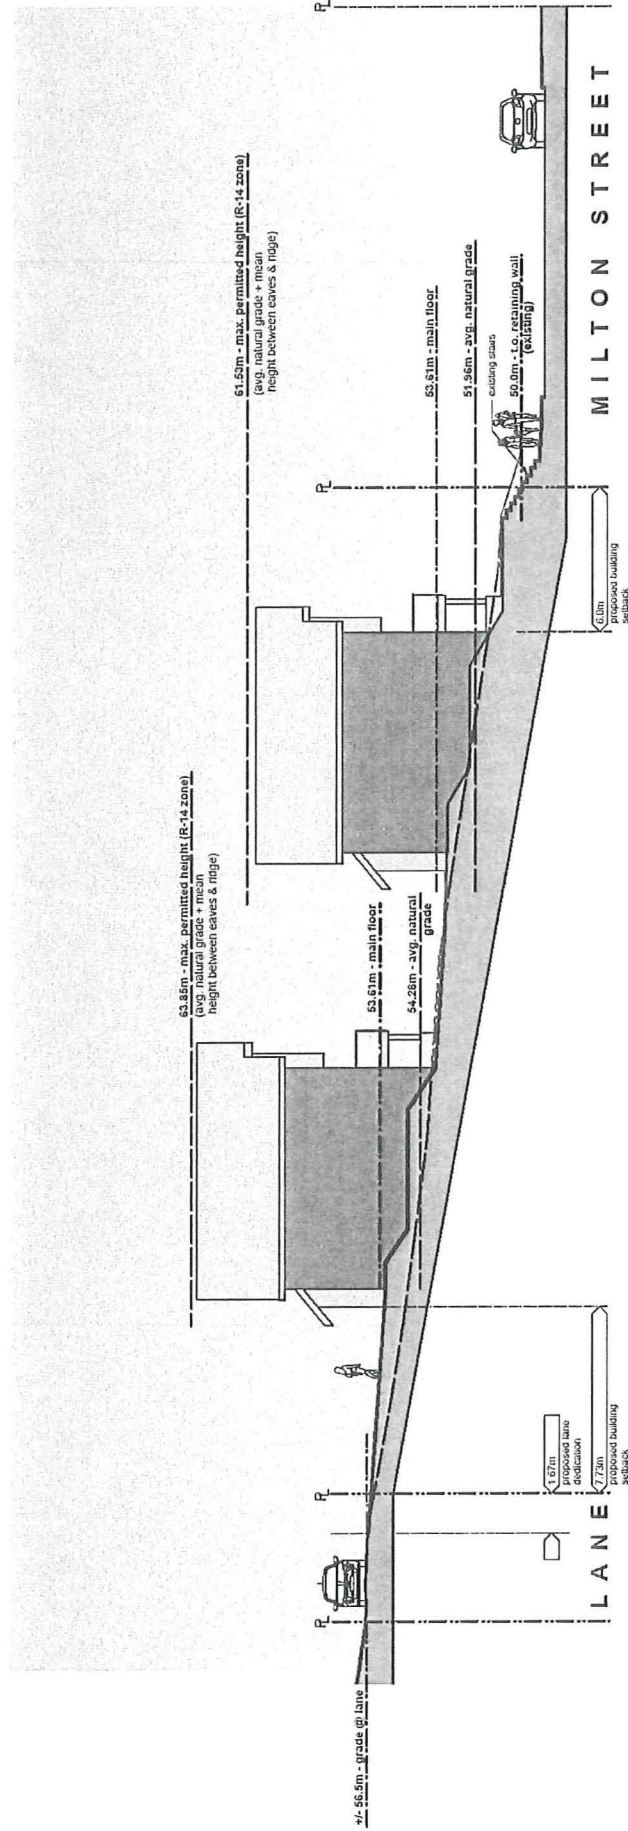 +/- 56.5m - grade @ lane
PL
PL
LANE
1.67m
proposed lane
dedication
7.73m
proposed building
setback
63.85m - max. permitted height (R-14 zone)
(avg. natural grade + mean
height between eaves & ridge)
53.61m - main floor
54.28m - avg. natural
grade
61.53m - max. permitted height (R-14 zone)
(avg. natural grade + mean
height between eaves & ridge)
53.61m - main floor
51.96m - avg. natural grade
existing stairs
50.0m - t.o. retaining wall
(existing)
PL
6.0m
proposed building
setback
PL
MILTON STREET